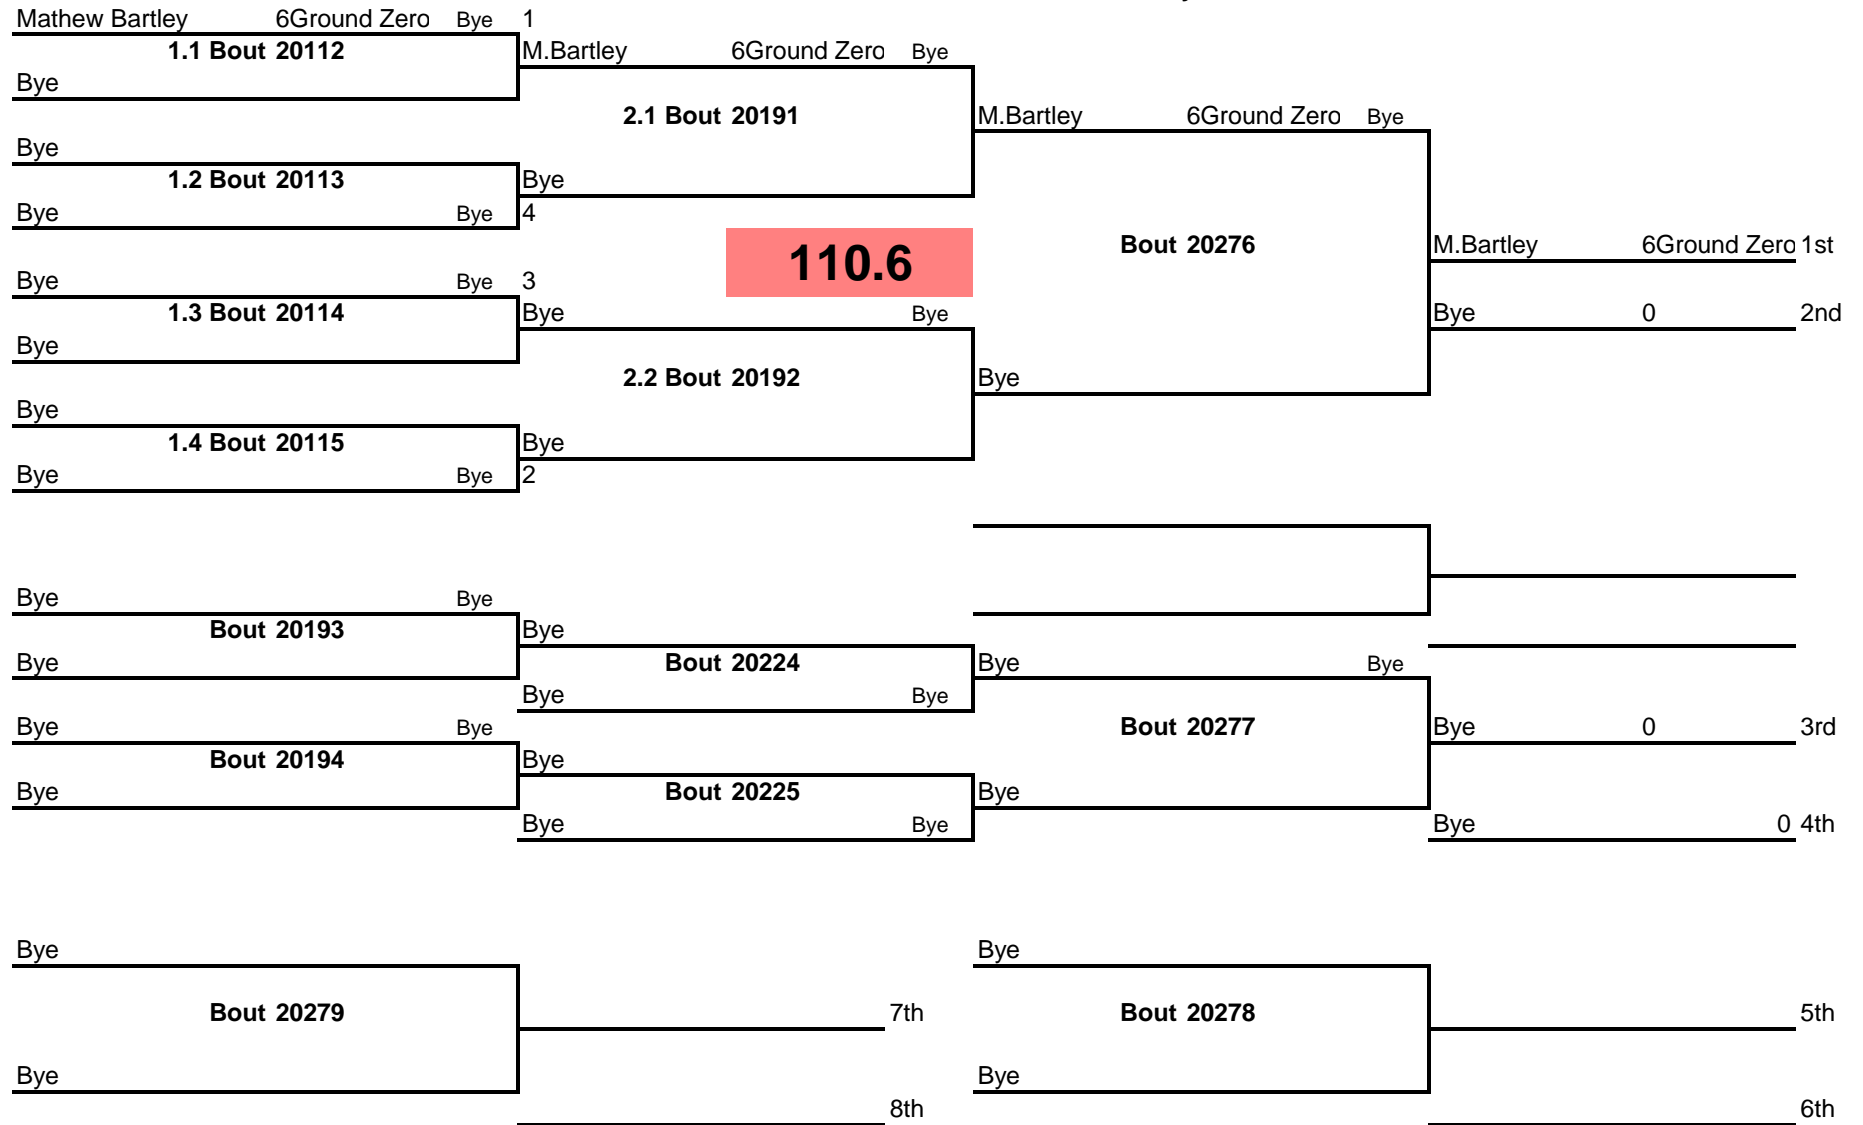 Mathew Bartley 6Ground Zero Bye 1
1.1 Bout 20112 M.Bartley 6Ground Zero Bye
Bye
2.1 Bout 20191 M.Bartley 6Ground Zero Bye
Bye
1.2 Bout 20113 Bye
Bye Bye 4
110.6 Bout 20276 M.Bartley 6Ground Zero 1st
Bye Bye 3
1.3 Bout 20114 Bye Bye Bye 0 2nd
Bye
2.2 Bout 20192 Bye
Bye
1.4 Bout 20115 Bye
Bye Bye 2
Bye Bye
Bout 20193 Bye
Bye Bout 20224 Bye Bye
Bye Bye
Bye Bye Bout 20277 Bye 0 3rd
Bout 20194 Bye
Bye Bout 20225 Bye
Bye Bye Bye 0 4th
Bye Bye
Bout 20279 7th Bout 20278 5th
Bye Bye
8th 6th